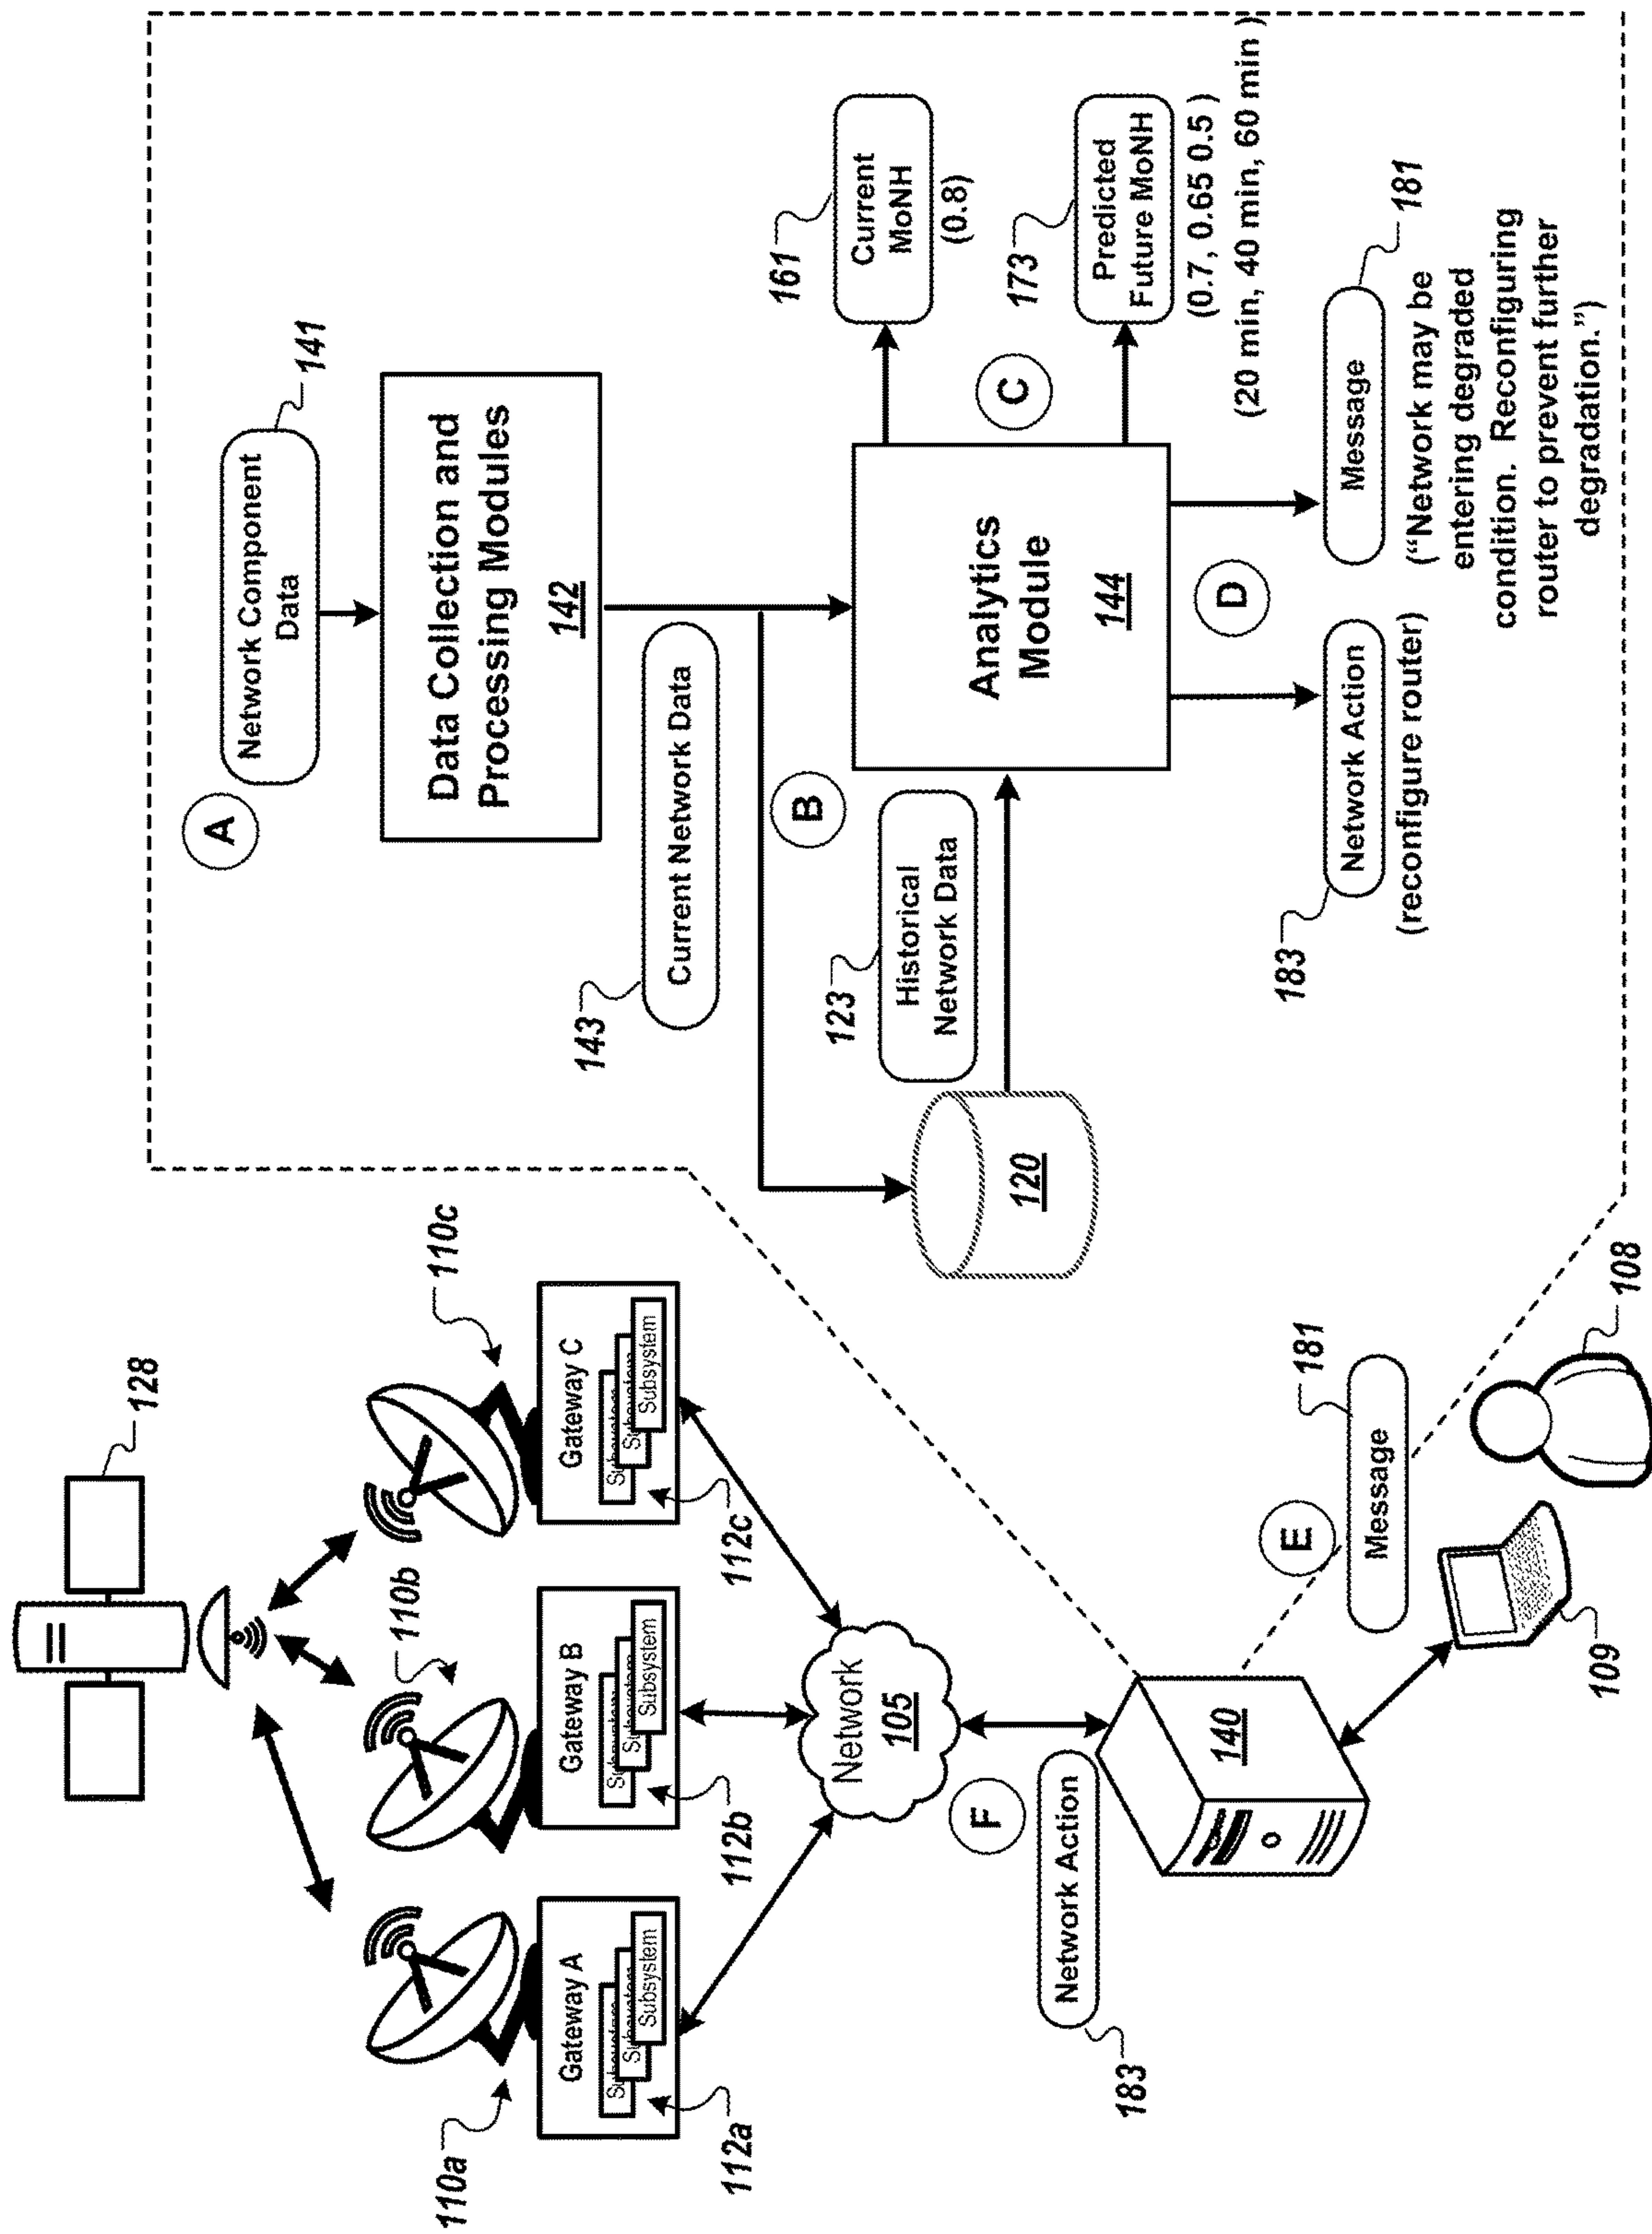 128
110a
110b
110c
Gateway A
Subsystem
112a
Gateway B
Subsystem
112b
Gateway C
Subsystem
112c
Network
105
F
Network Action
183
140
E
Message
181
109
108
A
Network Component
Data
141
Data Collection and
Processing Modules
142
143
Current Network Data
B
123
Historical
Network Data
120
Analytics
Module
144
161
Current
MoNH
(0.8)
C
173
Predicted
Future MoNH
(0.7, 0.65 0.5 )
(20 min, 40 min, 60 min )
D
183
Network Action
(reconfigure router)
Message
181
(“Network may be
entering degraded
condition. Reconfiguring
router to prevent further
degradation.”)